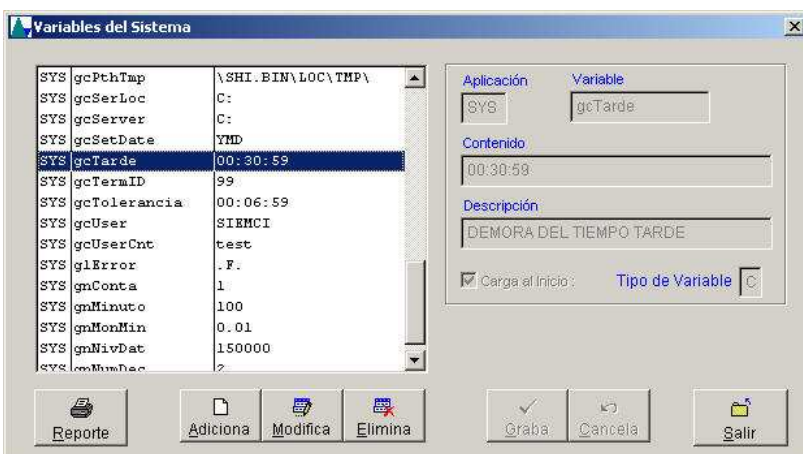 Variables del Sistema
SYS gcPthTmp \SHI.BIN\LOC\TMP\
SYS gcSerLoc C:
SYS gcServer C:
SYS gcSetDate YMD
SYS gcTarde 00:30:59
SYS gcTermID 99
SYS gcTolerancia 00:06:59
SYS gcUser SIEMCI
SYS gcUserCnt test
SYS glError .F.
SYS gnConta 1
SYS gnMinuto 100
SYS gnMonMin 0.01
SYS gnNivDat 150000
SYS gnNumDec 2
Aplicación Variable
SYS gcTarde
Contenido
00:30:59
Descripción
DEMORA DEL TIEMPO TARDE
Carga al Inicio : Tipo de Variable C
Reporte Adiciona Modifica Elimina Graba Cancela Salir